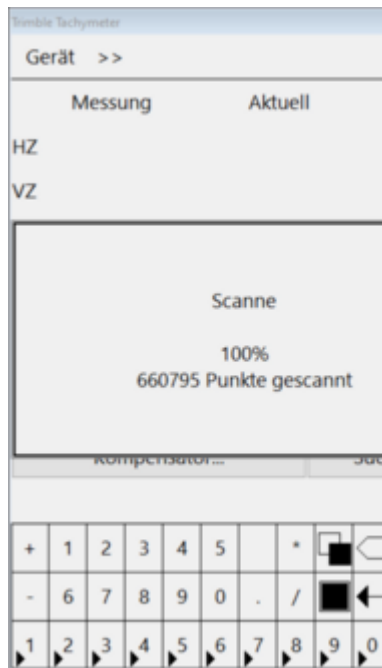 Trimble Tachymeter
Gerät >>
Messung Aktuell
HZ
VZ
Scanne
100%
660795 Punkte gescannt
Kompensator...
+ 1 2 3 4 5 *
- 6 7 8 9 0 . /
1 2 3 4 5 6 7 8 9 0